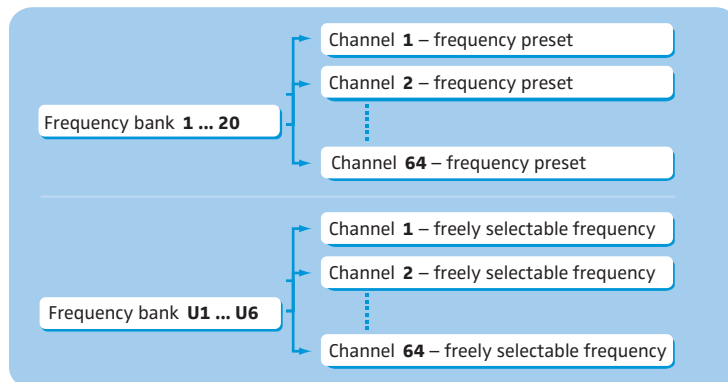 Channel 1 – frequency preset
Channel 2 – frequency preset
Frequency bank 1 ... 20
Channel 64 – frequency preset
Channel 1 – freely selectable frequency
Channel 2 – freely selectable frequency
Frequency bank U1 ... U6
Channel 64 – freely selectable frequency